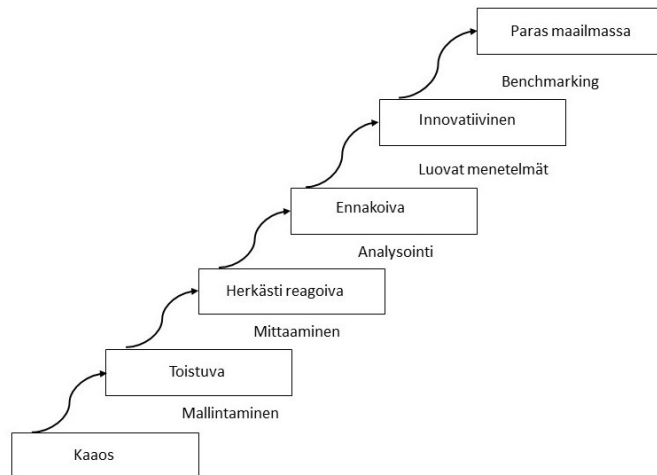 Paras maailmassa
Benchmarking
Innovatiivinen
Luovat menetelmät
Ennakoiva
Analysointi
Herkästi reagoiva
Mittaaminen
Toistuva
Mallintaminen
Kaaos